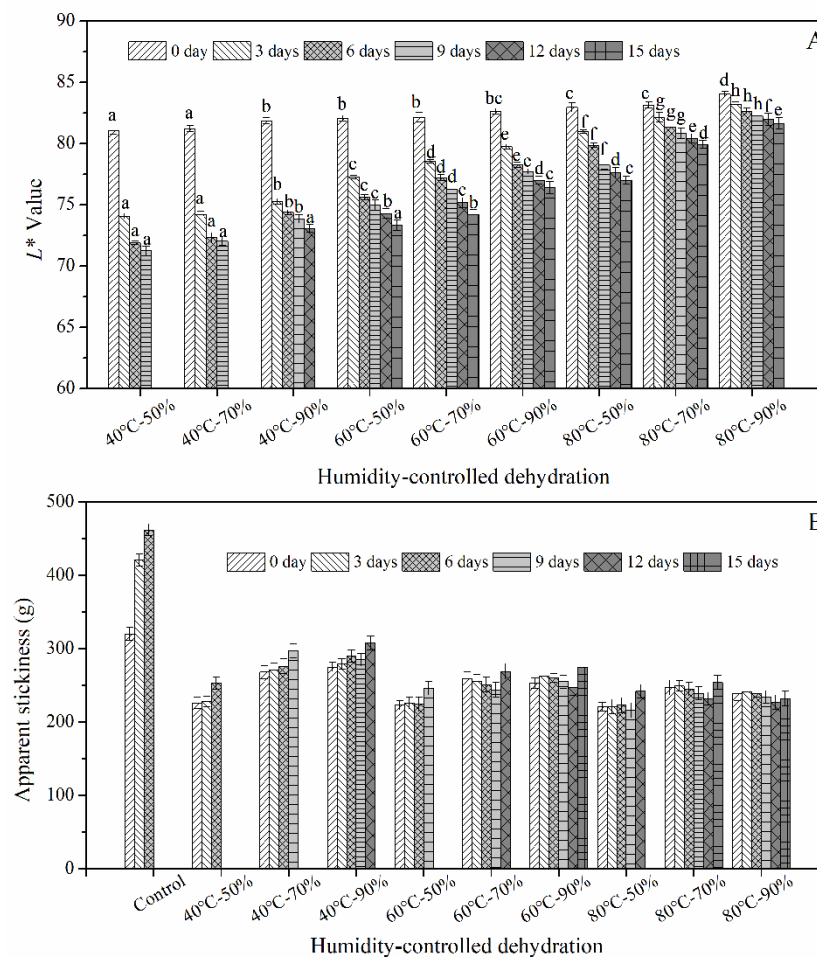 A
90
85
80
75
70
65
60
L* Value
0 day 3 days 6 days 9 days 12 days 15 days
a a a a
a a a a
b b b b a
b c c c b a
b d d c c b
bc e e c d c
c f f c d c
c g g g e d
d h h h f e
40°C-50% 40°C-70% 40°C-90% 60°C-50% 60°C-70% 60°C-90% 80°C-50% 80°C-70% 80°C-90%
Humidity-controlled dehydration
B
500
400
300
200
100
0
Apparent stickiness (g)
0 day 3 days 6 days 9 days 12 days 15 days
Control 40°C-50% 40°C-70% 40°C-90% 60°C-50% 60°C-70% 60°C-90% 80°C-50% 80°C-70% 80°C-90%
Humidity-controlled dehydration